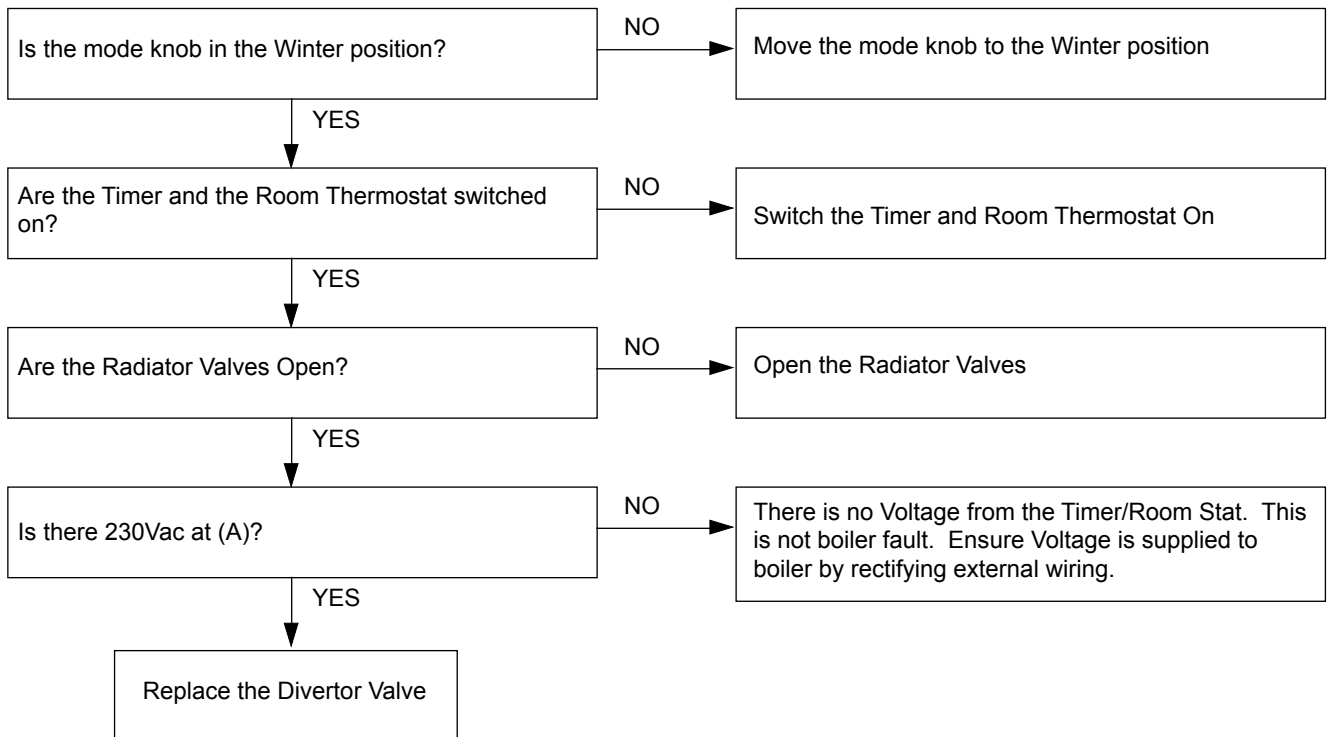 Is the mode knob in the Winter position?
NO
Move the mode knob to the Winter position
YES
Are the Timer and the Room Thermostat switched
on?
NO
Switch the Timer and Room Thermostat On
YES
Are the Radiator Valves Open?
NO
Open the Radiator Valves
YES
Is there 230Vac at (A)?
NO
There is no Voltage from the Timer/Room Stat.  This
is not boiler fault.  Ensure Voltage is supplied to
boiler by rectifying external wiring.
YES
Replace the Divertor Valve